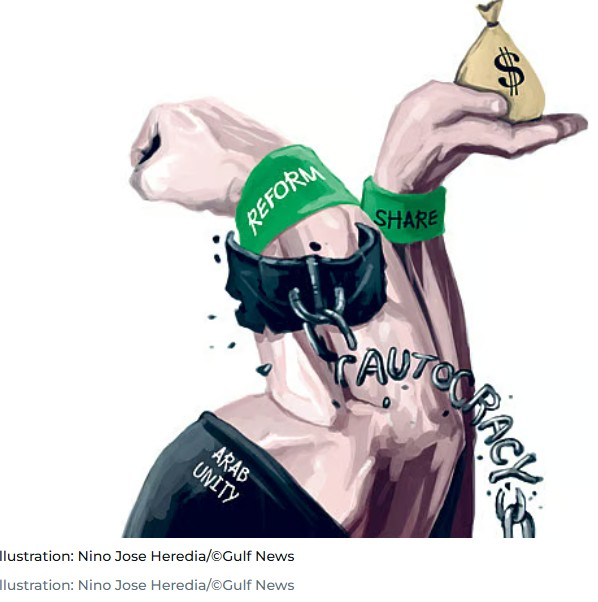 $
REFORM
SHARE
AUTOCRACY
ARAB
UNITY
llustration: Nino Jose Heredia/©Gulf News
llustration: Nino Jose Heredia/©Gulf News